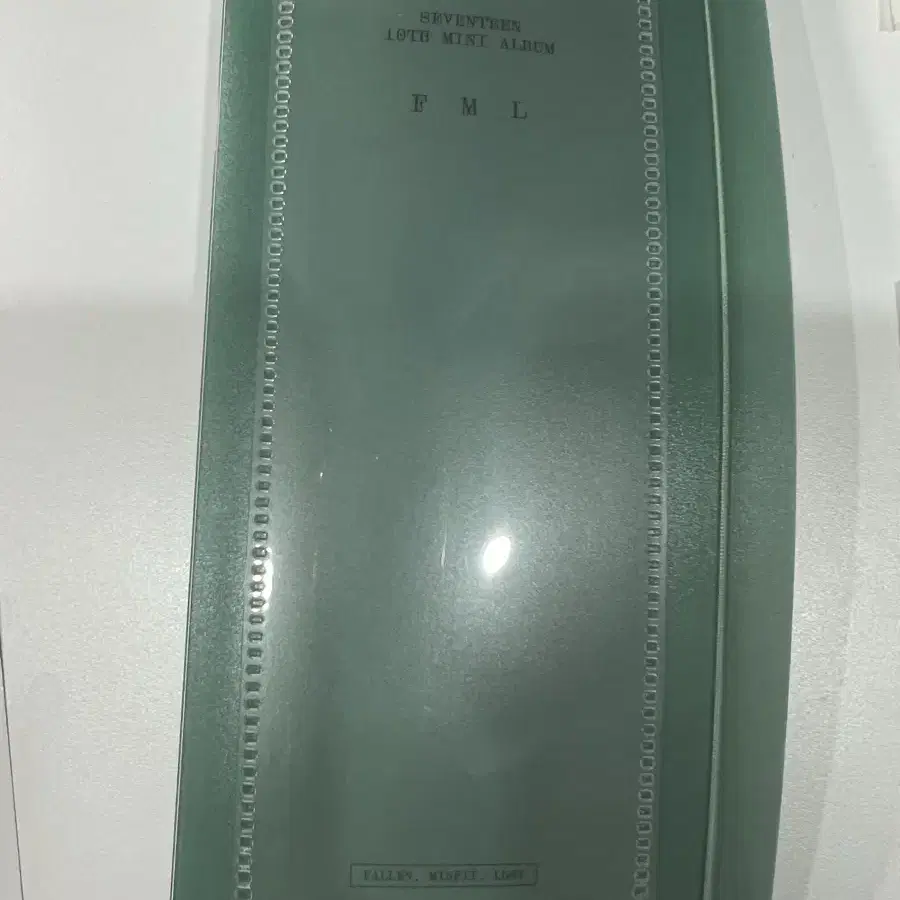 SEVENTEEN
10TH MINI ALBUM
F M L
FALLEN, MISFIT, LOST